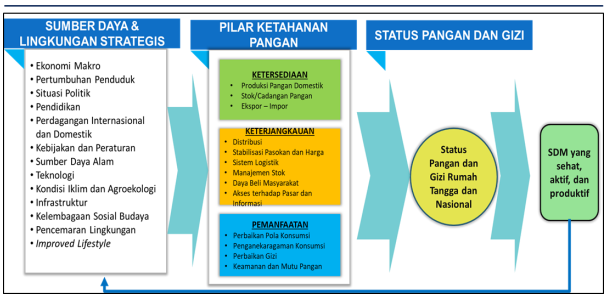 SUMBER DAYA &
LINGKUNGAN STRATEGIS
• Ekonomi Makro
• Pertumbuhan Penduduk
• Situasi Politik
• Pendidikan
• Perdagangan Internasional
dan Domestik
• Kebijakan dan Peraturan
• Sumber Daya Alam
• Teknologi
• Kondisi Iklim dan Agroekologi
• Infrastruktur
• Kelembagaan Sosial Budaya
• Pencemaran Lingkungan
• Improved Lifestyle
PILAR KETAHANAN
PANGAN
KETERSEDIAAN
• Produksi Pangan Domestik
• Stok/Cadangan Pangan
• Ekspor – Impor
KETERJANGKAUAN
• Distribusi
• Stabilisasi Pasokan dan Harga
• Sistem Logistik
• Manajemen Stok
• Daya Beli Masyarakat
• Akses terhadap Pasar dan
Informasi
PEMANFAATAN
• Perbaikan Pola Konsumsi
• Penganekaragaman Konsumsi
• Perbaikan Gizi
• Keamanan dan Mutu Pangan
STATUS PANGAN DAN GIZI
Status
Pangan dan
Gizi Rumah
Tangga dan
Nasional
SDM yang
sehat,
aktif, dan
produktif